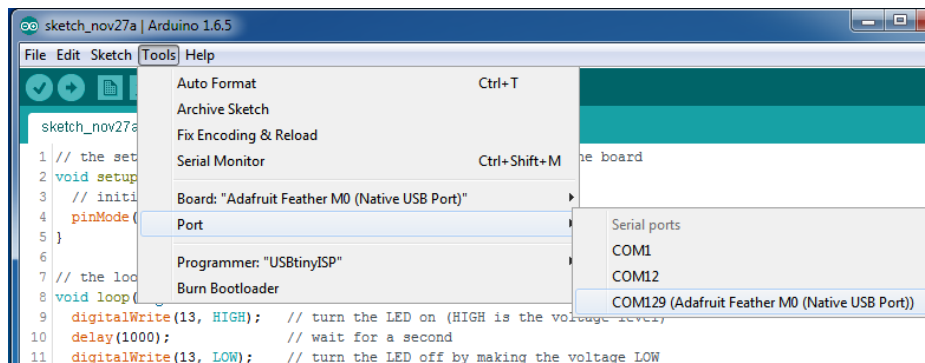 sketch_nov27a | Arduino 1.6.5
File Edit Sketch Tools Help
sketch_nov27a
Auto Format Ctrl+T
Archive Sketch
Fix Encoding & Reload
Serial Monitor Ctrl+Shift+M
Board: "Adafruit Feather M0 (Native USB Port)"
Port
Programmer: "USBtinyISP"
Burn Bootloader
Serial ports
COM1
COM12
COM129 (Adafruit Feather M0 (Native USB Port))
1 // the set board
2 void setup
3 // initi
4 pinMode(
5 }
6
7 // the loo
8 void loop(
9 digitalWrite(13, HIGH); // turn the LED on (HIGH is the voltage level)
10 delay(1000); // wait for a second
11 digitalWrite(13, LOW); // turn the LED off by making the voltage LOW